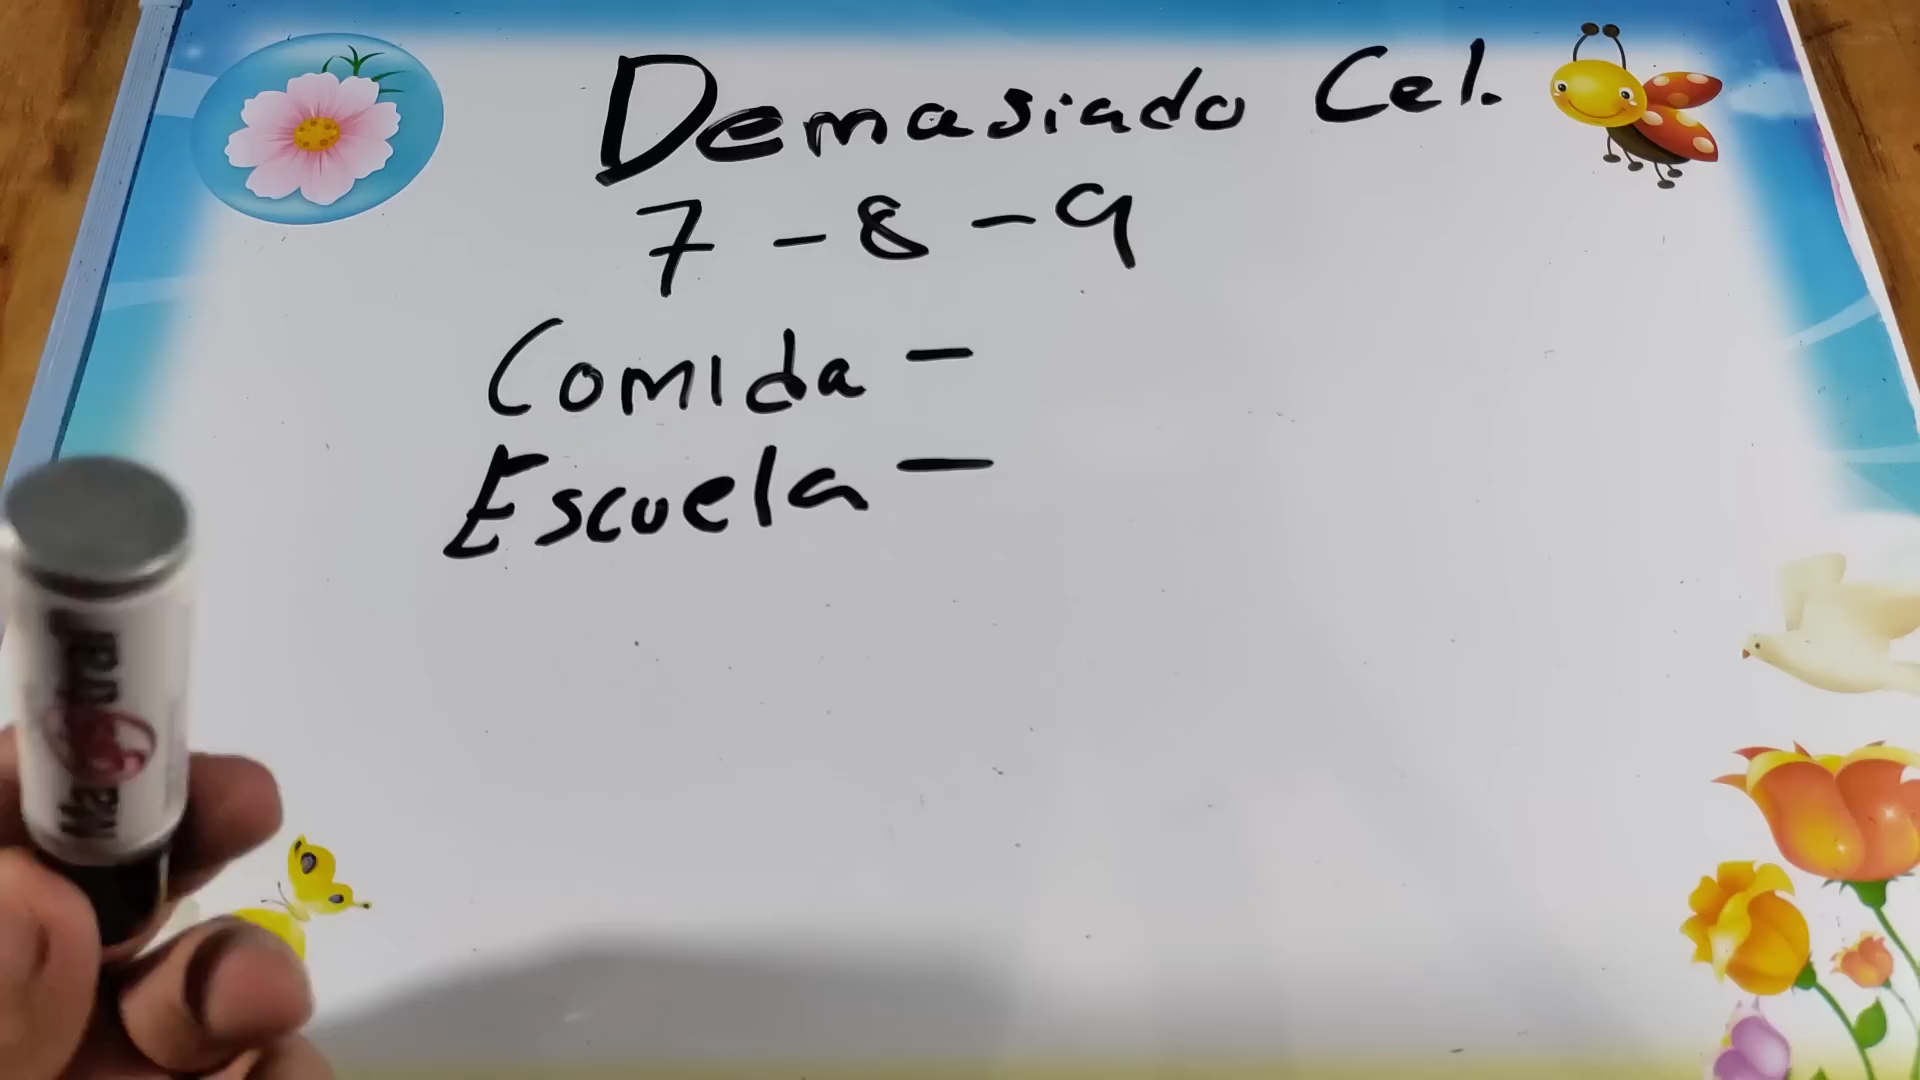 Demasiado Cel.
7 - 8 - 9
Comida -
Escuela -